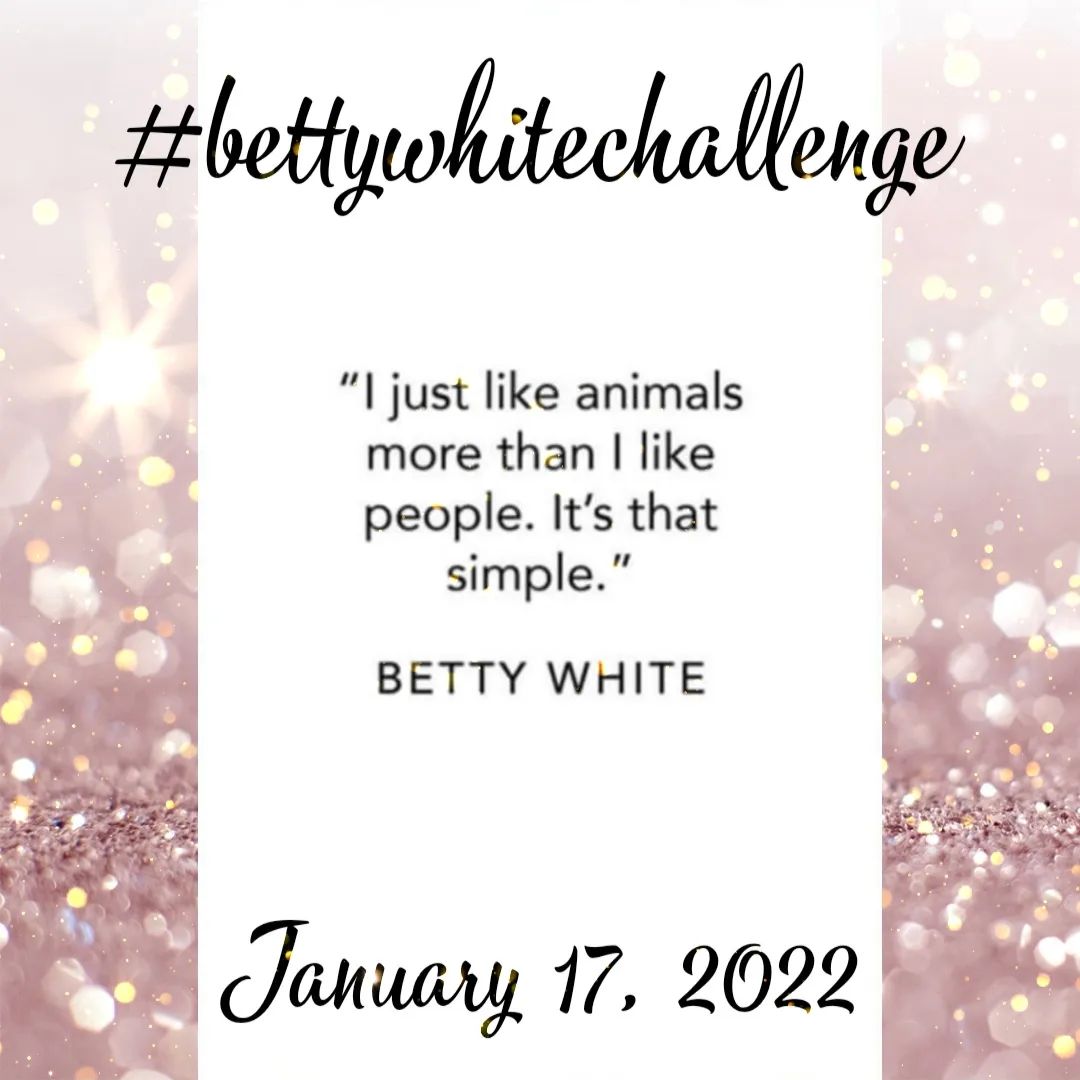 #bettywhitechallenge
“I just like animals
more than I like
people. It’s that
simple.”
BETTY WHITE
January 17, 2022